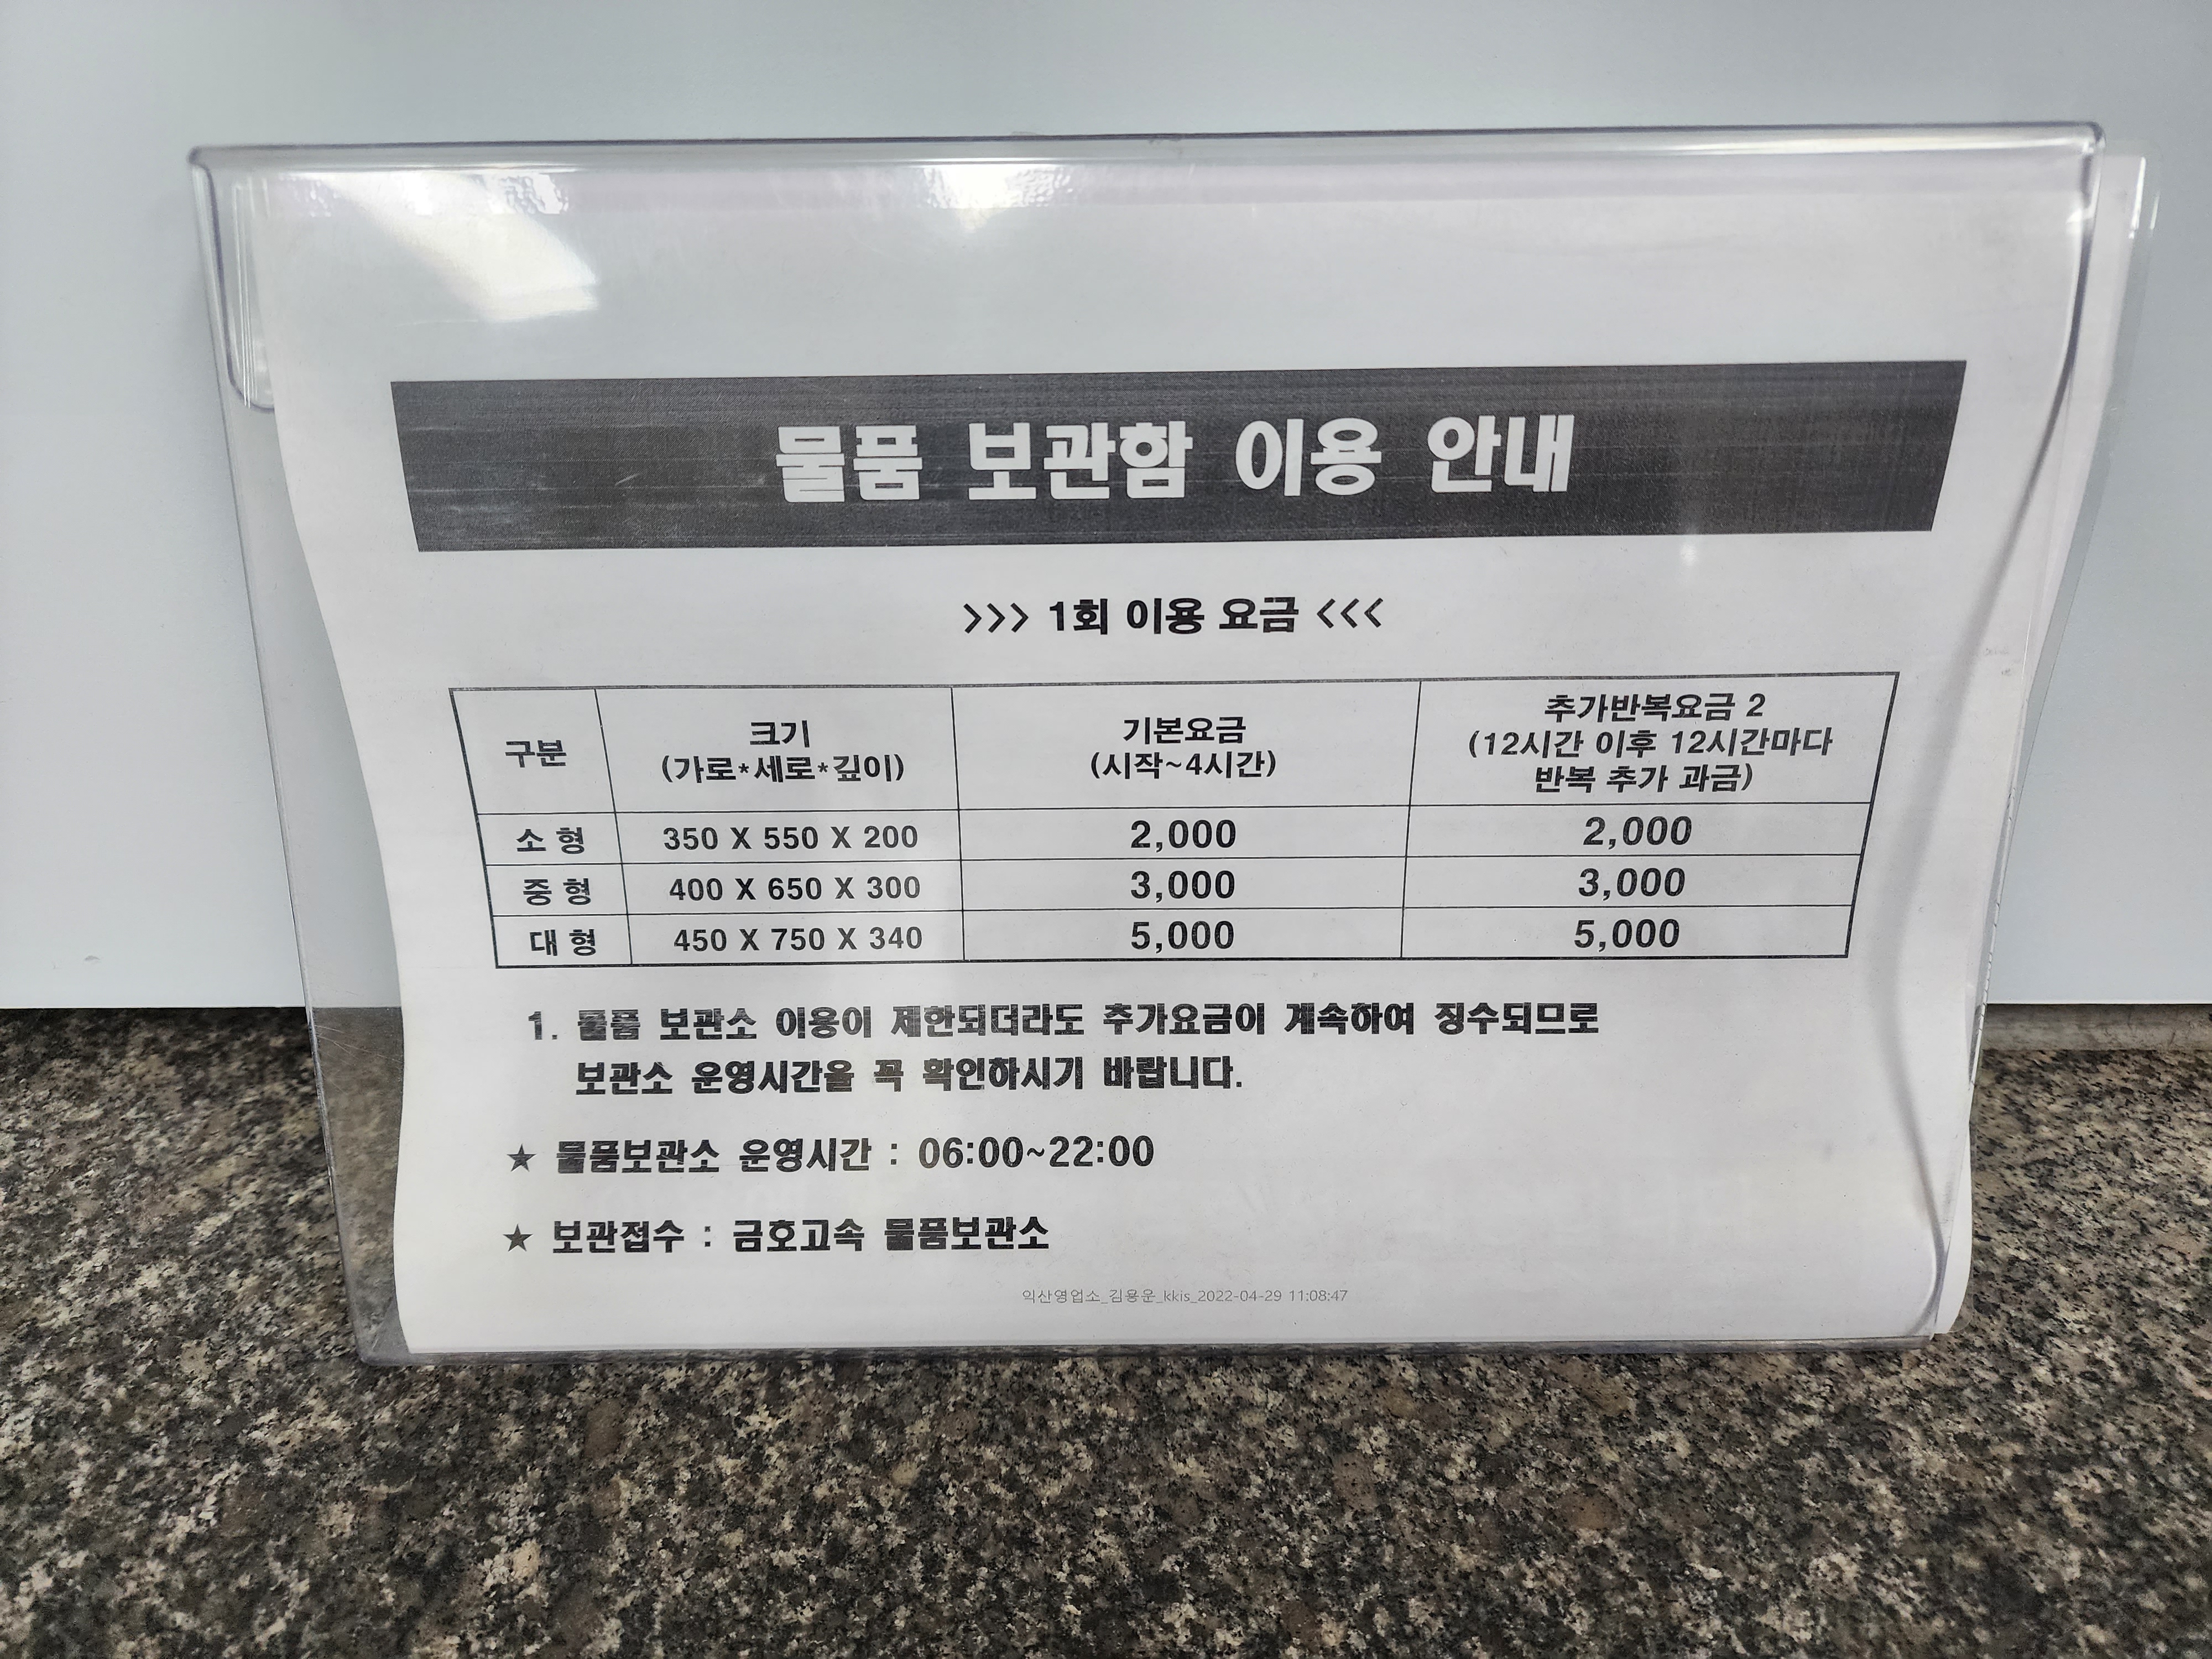 물품 보관함 이용 안내
>>> 1회 이용 요금 <<<
구분
크기
(가로*세로*깊이)
기본요금
(시작~4시간)
추가반복요금 2
(12시간 이후 12시간마다
반복 추가 과금)
소 형 350 X 550 X 200 2,000 2,000
중 형 400 X 650 X 300 3,000 3,000
대 형 450 X 750 X 340 5,000 5,000
1. 물품 보관소 이용이 제한되더라도 추가요금이 계속하여 징수되므로
보관소 운영시간을 꼭 확인하시기 바랍니다.
★ 물품보관소 운영시간 : 06:00~22:00
★ 보관접수 : 금호고속 물품보관소
익산영업소_김용운_kkis_2022-04-29 11:08:47